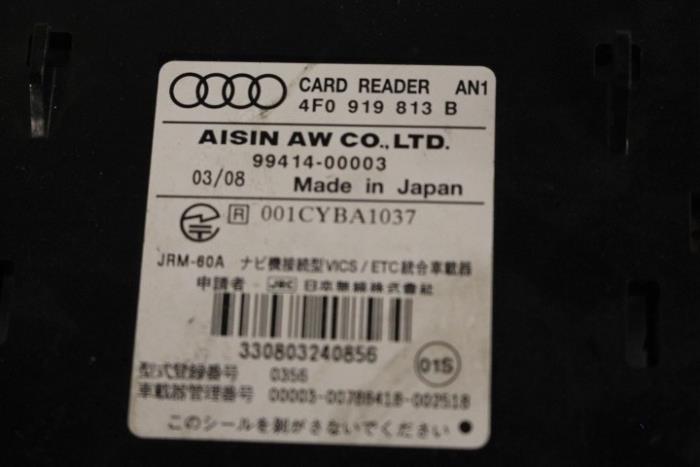 CARD READER AN1
4F0 919 813 B
AISIN AW CO.,LTD.
99414-00003
03/08 Made in Japan
R 001CYBA1037
JRM-60A ナビ機接続型VICS/ETC統合車載器
申請者 JRC 日本無線株式会社
330803240856
01S
型式登録番号 0356
車載器管理番号 00003-00788418-002518
このシールを剥がさないでください